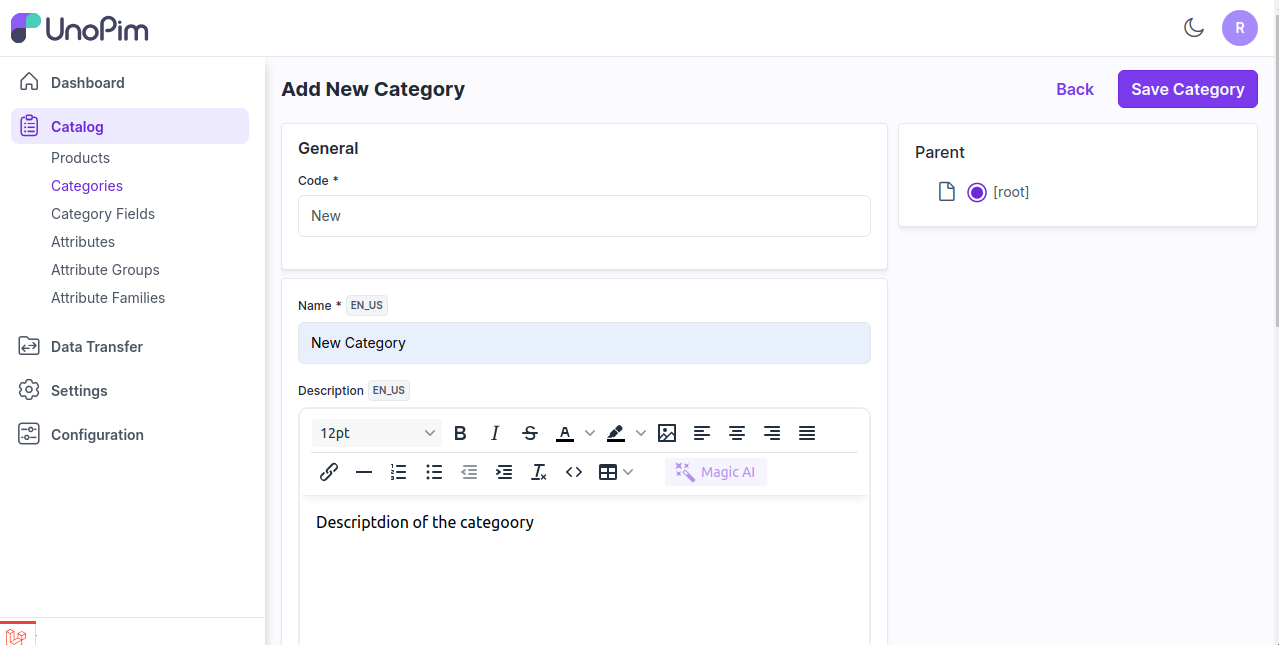 UnoPim
R
Dashboard
Catalog
Products
Categories
Category Fields
Attributes
Attribute Groups
Attribute Families
Data Transfer
Settings
Configuration
Add New Category
Back
Save Category
General
Code *
New
Name * EN_US
New Category
Description EN_US
12pt
Magic AI
Descriptdion of the categoory
Parent
[root]